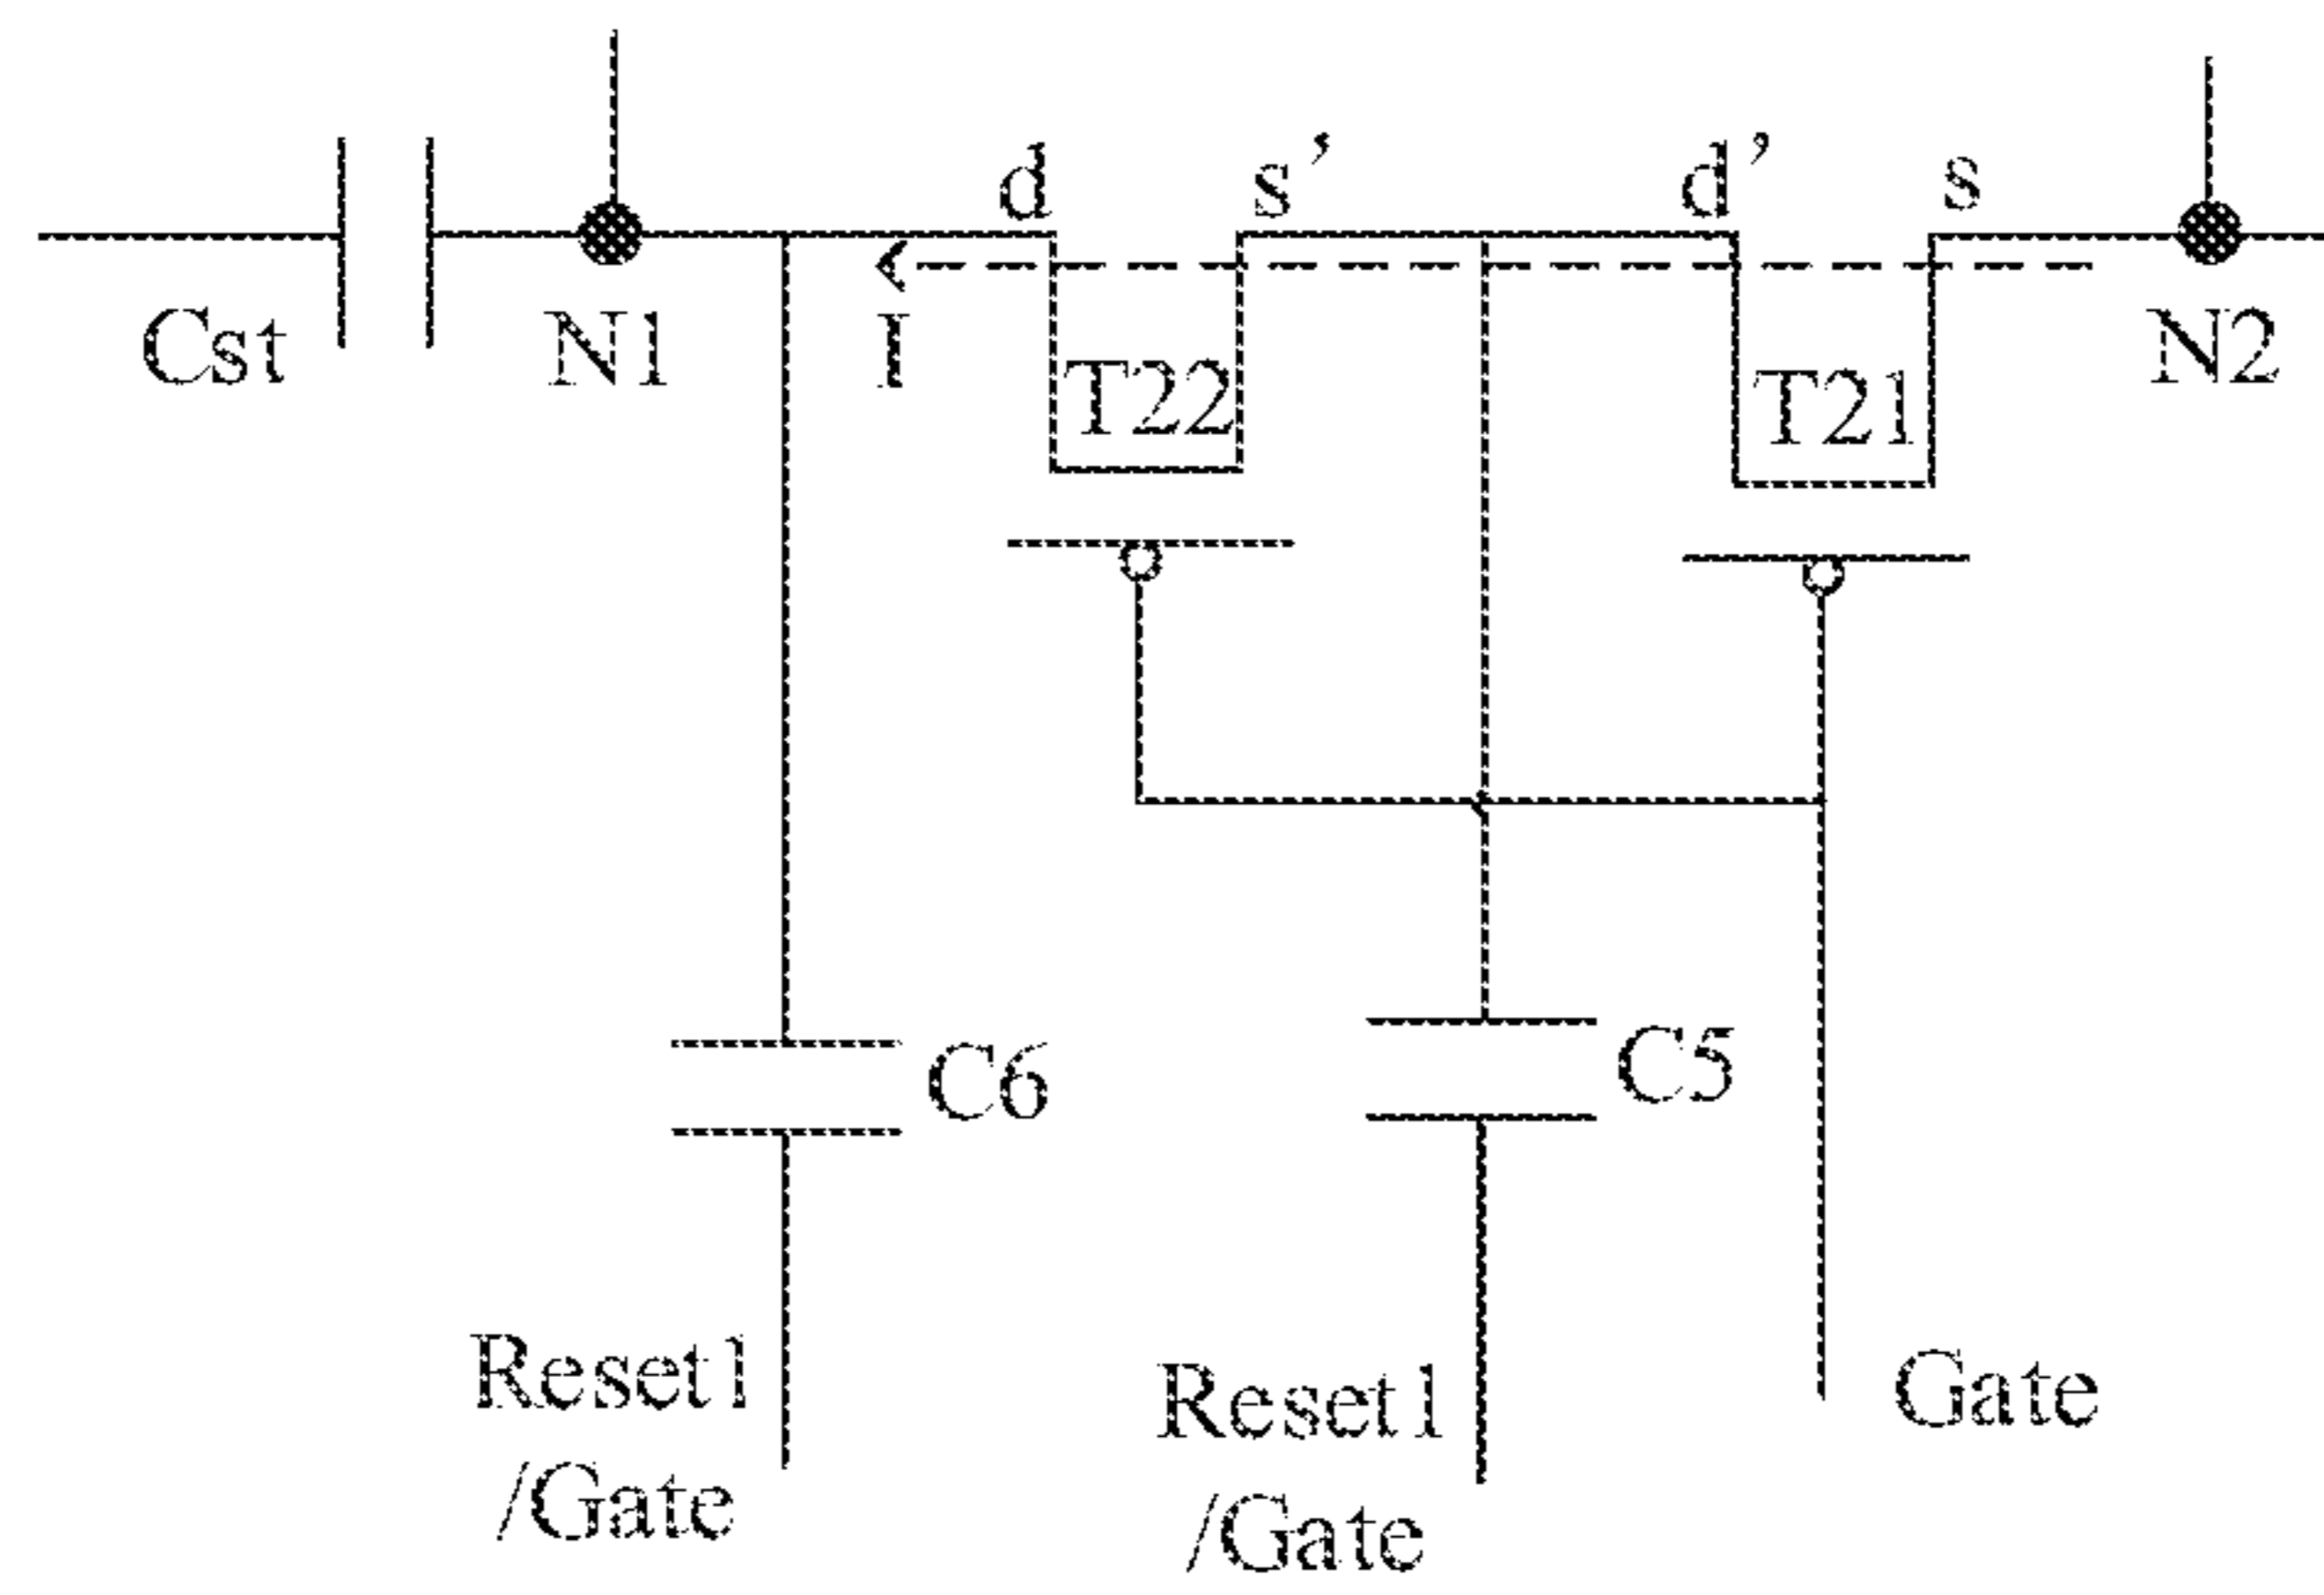 d
s'
d'
s
Cst
N1
I
T22
T21
N2
C6
C5
Reset1
/Gate
Reset1
/Gate
Gate